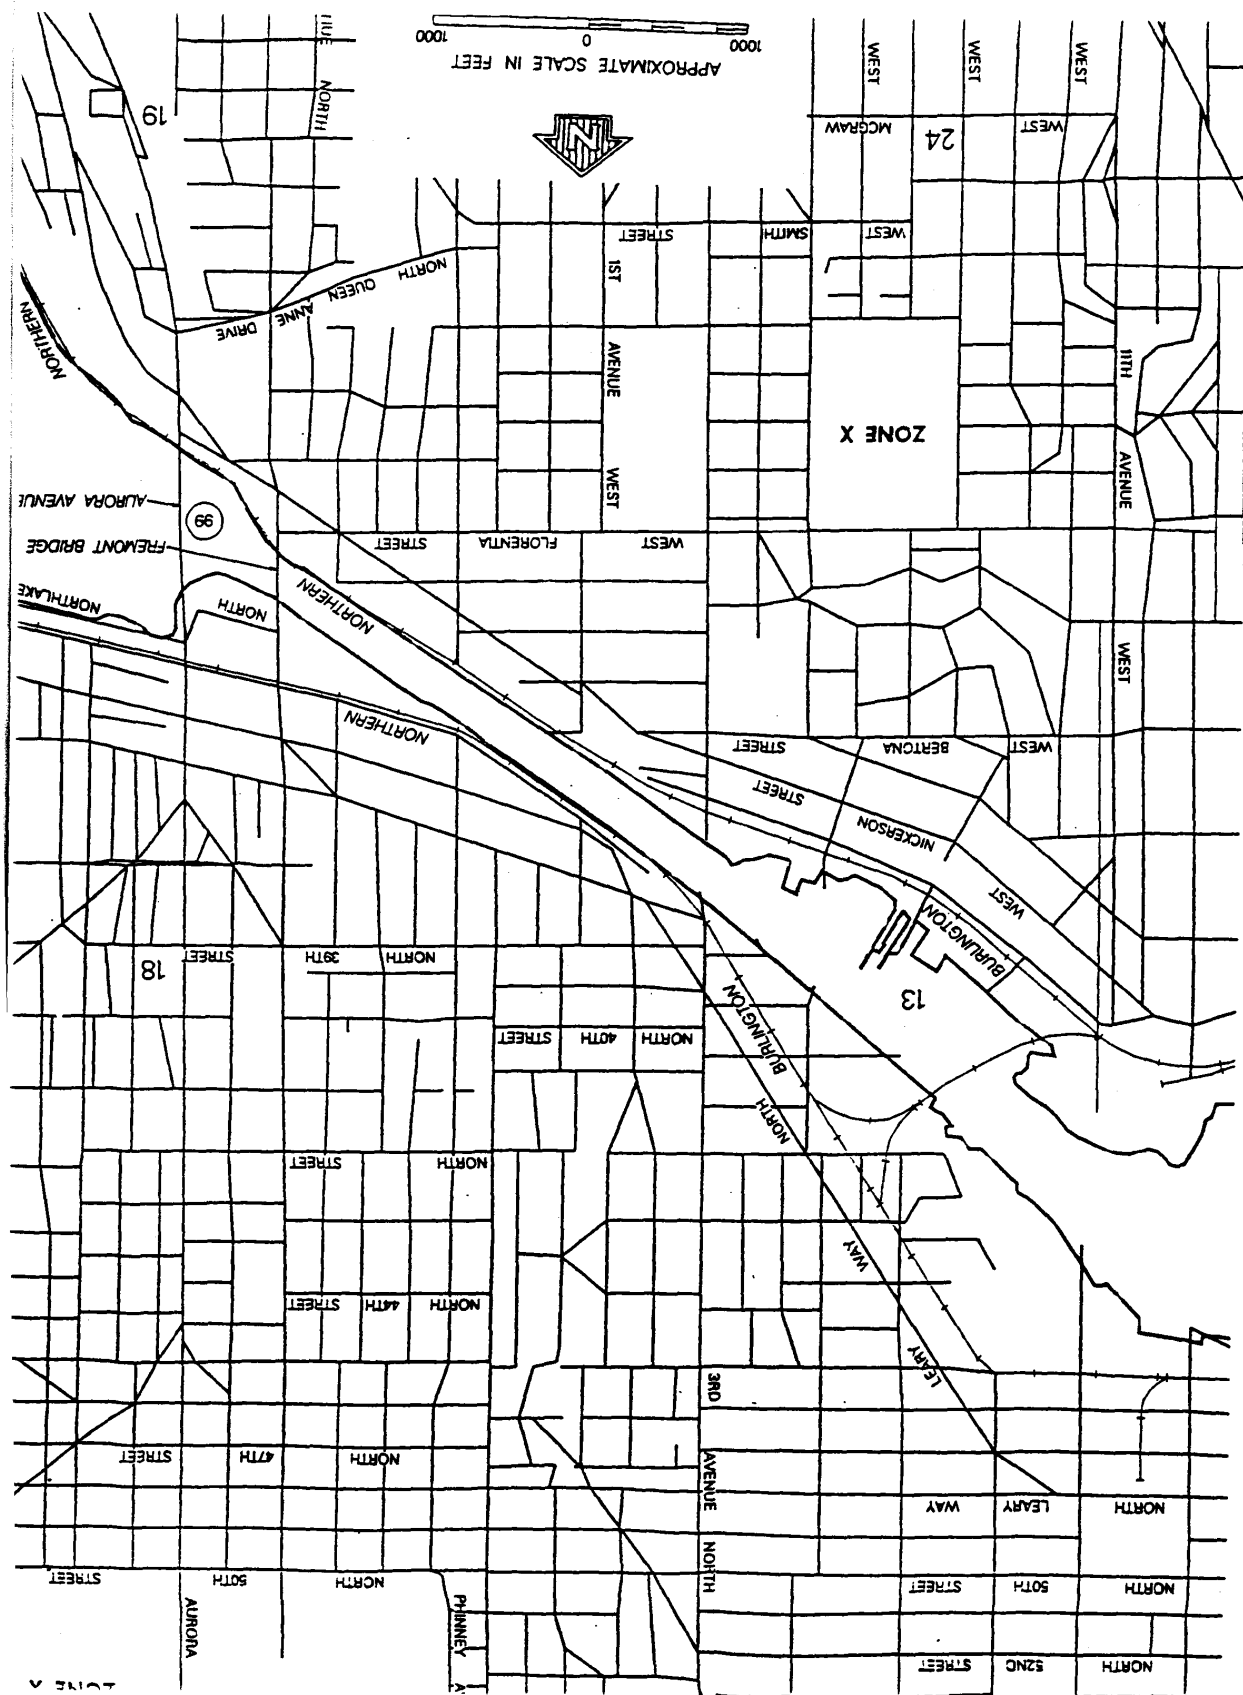 ZONE X
NORTH 52NC STREET
NORTH 50TH STREET
NORTH 50TH STREET
PHINNEY
AURORA
NORTH LEARY WAY
3RD AVENUE NORTH
NORTH 47TH STREET
LEARY WAY NORTH
NORTH 44TH STREET
NORTH STREET
BURLINGTON
NORTH 40TH STREET
13
NORTH 39TH STREET
18
BURLINGTON
WEST NICKERSON STREET
WEST BERTONA STREET
NORTHERN
NORTHERN
NORTH
NORTHLAKE
FREMONT BRIDGE
99
AURORA AVENUE
WEST FLORENTIA STREET
11TH AVENUE WEST
ZONE X
1ST AVENUE WEST
NORTHERN
NORTH QUEEN ANNE DRIVE
WEST SMITH STREET
WEST MCGRAW
24
19
N
NORTH
WEST
WEST
WEST
APPROXIMATE SCALE IN FEET
1000 0 1000